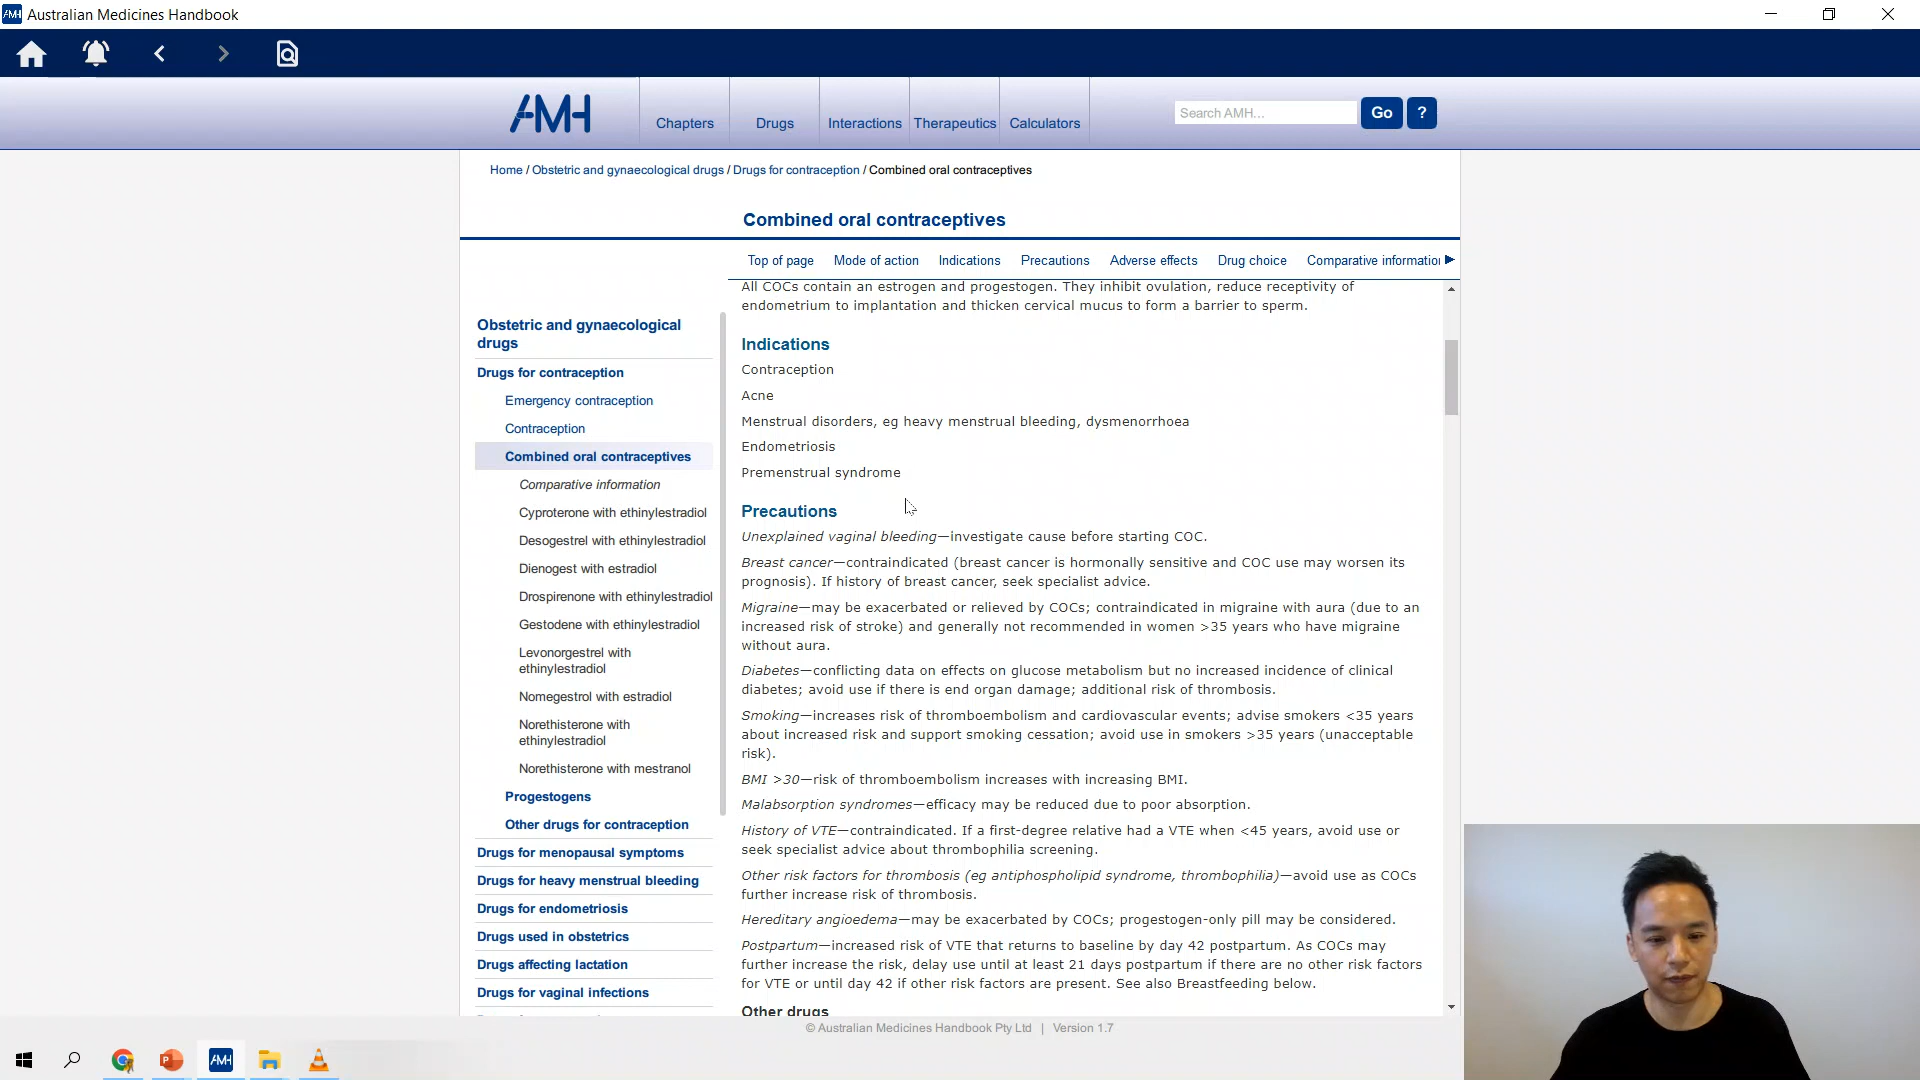 AMH Australian Medicines Handbook
AMH
Chapters
Drugs
Interactions
Therapeutics
Calculators
Search AMH...
Go
?
Home / Obstetric and gynaecological drugs / Drugs for contraception / Combined oral contraceptives
Combined oral contraceptives
Top of page
Mode of action
Indications
Precautions
Adverse effects
Drug choice
Comparative information
Obstetric and gynaecological
drugs
Drugs for contraception
Emergency contraception
Contraception
Combined oral contraceptives
Comparative information
Cyproterone with ethinylestradiol
Desogestrel with ethinylestradiol
Dienogest with estradiol
Drospirenone with ethinylestradiol
Gestodene with ethinylestradiol
Levonorgestrel with
ethinylestradiol
Nomegestrol with estradiol
Norethisterone with
ethinylestradiol
Norethisterone with mestranol
Progestogens
Other drugs for contraception
Drugs for menopausal symptoms
Drugs for heavy menstrual bleeding
Drugs for endometriosis
Drugs used in obstetrics
Drugs affecting lactation
Drugs for vaginal infections
All COCs contain an estrogen and progestogen. They inhibit ovulation, reduce receptivity of
endometrium to implantation and thicken cervical mucus to form a barrier to sperm.
Indications
Contraception
Acne
Menstrual disorders, eg heavy menstrual bleeding, dysmenorrhoea
Endometriosis
Premenstrual syndrome
Precautions
Unexplained vaginal bleeding—investigate cause before starting COC.
Breast cancer—contraindicated (breast cancer is hormonally sensitive and COC use may worsen its
prognosis). If history of breast cancer, seek specialist advice.
Migraine—may be exacerbated or relieved by COCs; contraindicated in migraine with aura (due to an
increased risk of stroke) and generally not recommended in women >35 years who have migraine
without aura.
Diabetes—conflicting data on effects on glucose metabolism but no increased incidence of clinical
diabetes; avoid use if there is end organ damage; additional risk of thrombosis.
Smoking—increases risk of thromboembolism and cardiovascular events; advise smokers <35 years
about increased risk and support smoking cessation; avoid use in smokers >35 years (unacceptable
risk).
BMI >30—risk of thromboembolism increases with increasing BMI.
Malabsorption syndromes—efficacy may be reduced due to poor absorption.
History of VTE—contraindicated. If a first-degree relative had a VTE when <45 years, avoid use or
seek specialist advice about thrombophilia screening.
Other risk factors for thrombosis (eg antiphospholipid syndrome, thrombophilia)—avoid use as COCs
further increase risk of thrombosis.
Hereditary angioedema—may be exacerbated by COCs; progestogen-only pill may be considered.
Postpartum—increased risk of VTE that returns to baseline by day 42 postpartum. As COCs may
further increase the risk, delay use until at least 21 days postpartum if there are no other risk factors
for VTE or until day 42 if other risk factors are present. See also Breastfeeding below.
Other drugs
© Australian Medicines Handbook Pty Ltd | Version 1.7
P
AMH